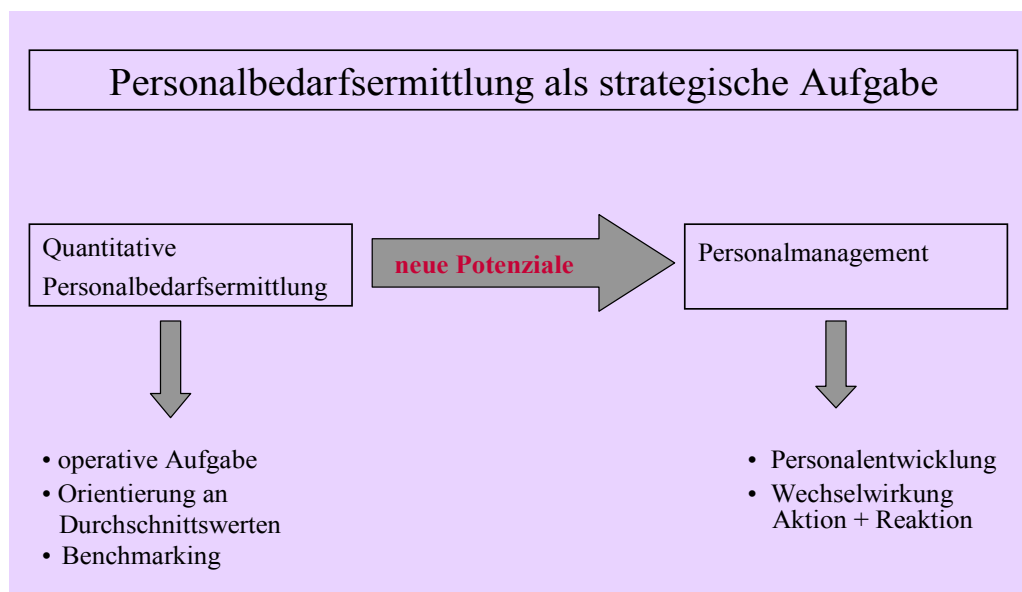 Personalbedarfsermittlung als strategische Aufgabe
Quantitative
Personalbedarfsermittlung
neue Potenziale
Personalmanagement
• operative Aufgabe
• Orientierung an
Durchschnittswerten
• Benchmarking
• Personalentwicklung
• Wechselwirkung
Aktion + Reaktion